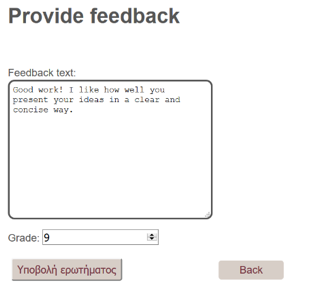 Provide feedback
Feedback text:
Good work! I like how well you
present your ideas in a clear and
concise way.
Grade: 9
Υποβολή ερωτήματος Back